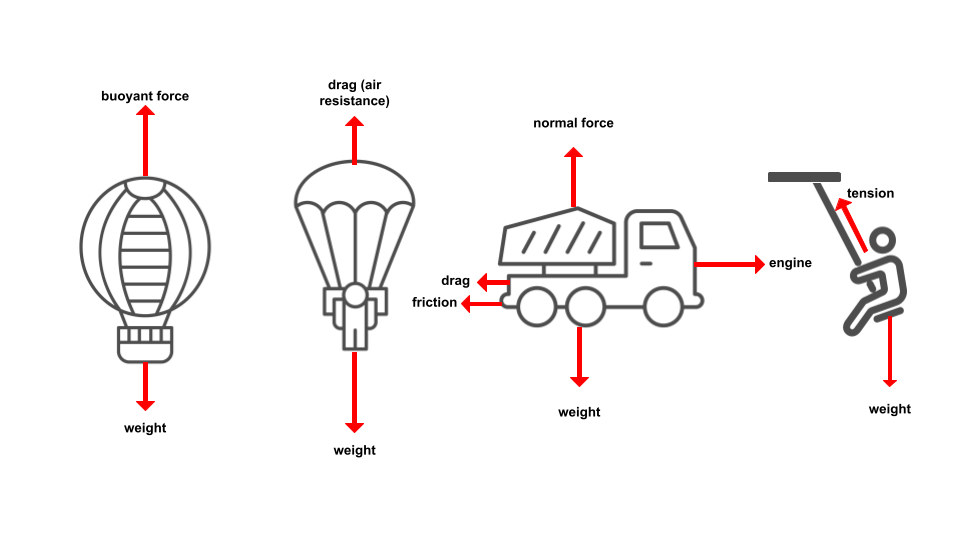 buoyant force
weight
drag (air
resistance)
weight
normal force
drag
friction
engine
weight
tension
weight